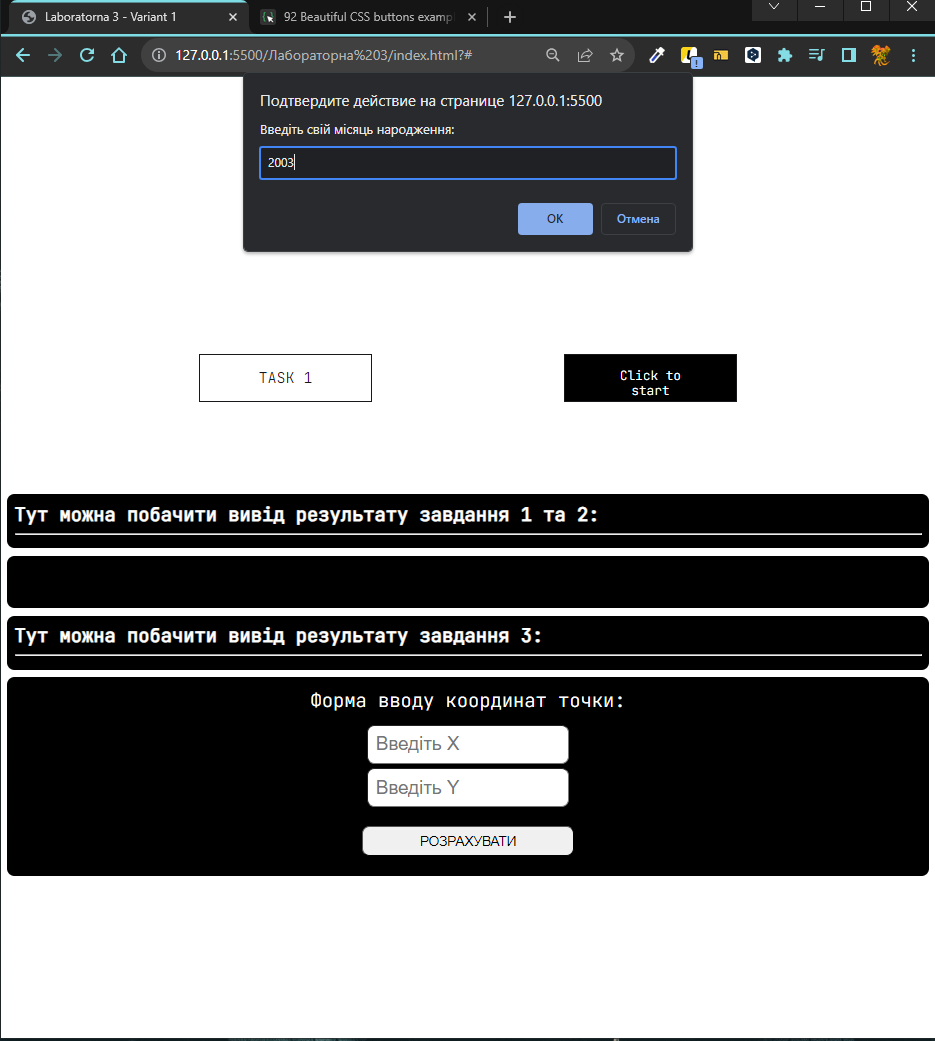 Laboratorna 3 - Variant 1
92 Beautiful CSS buttons examp
127.0.0.1:5500/Лабораторна%203/index.html?#
Подтвердите действие на странице 127.0.0.1:5500
Введіть свій місяць народження:
2003
ОК
Отмена
TASK 1
Click to
start
Тут можна побачити вивід результату завдання 1 та 2:
Тут можна побачити вивід результату завдання 3:
Форма вводу координат точки:
Введіть X
Введіть Y
РОЗРАХУВАТИ